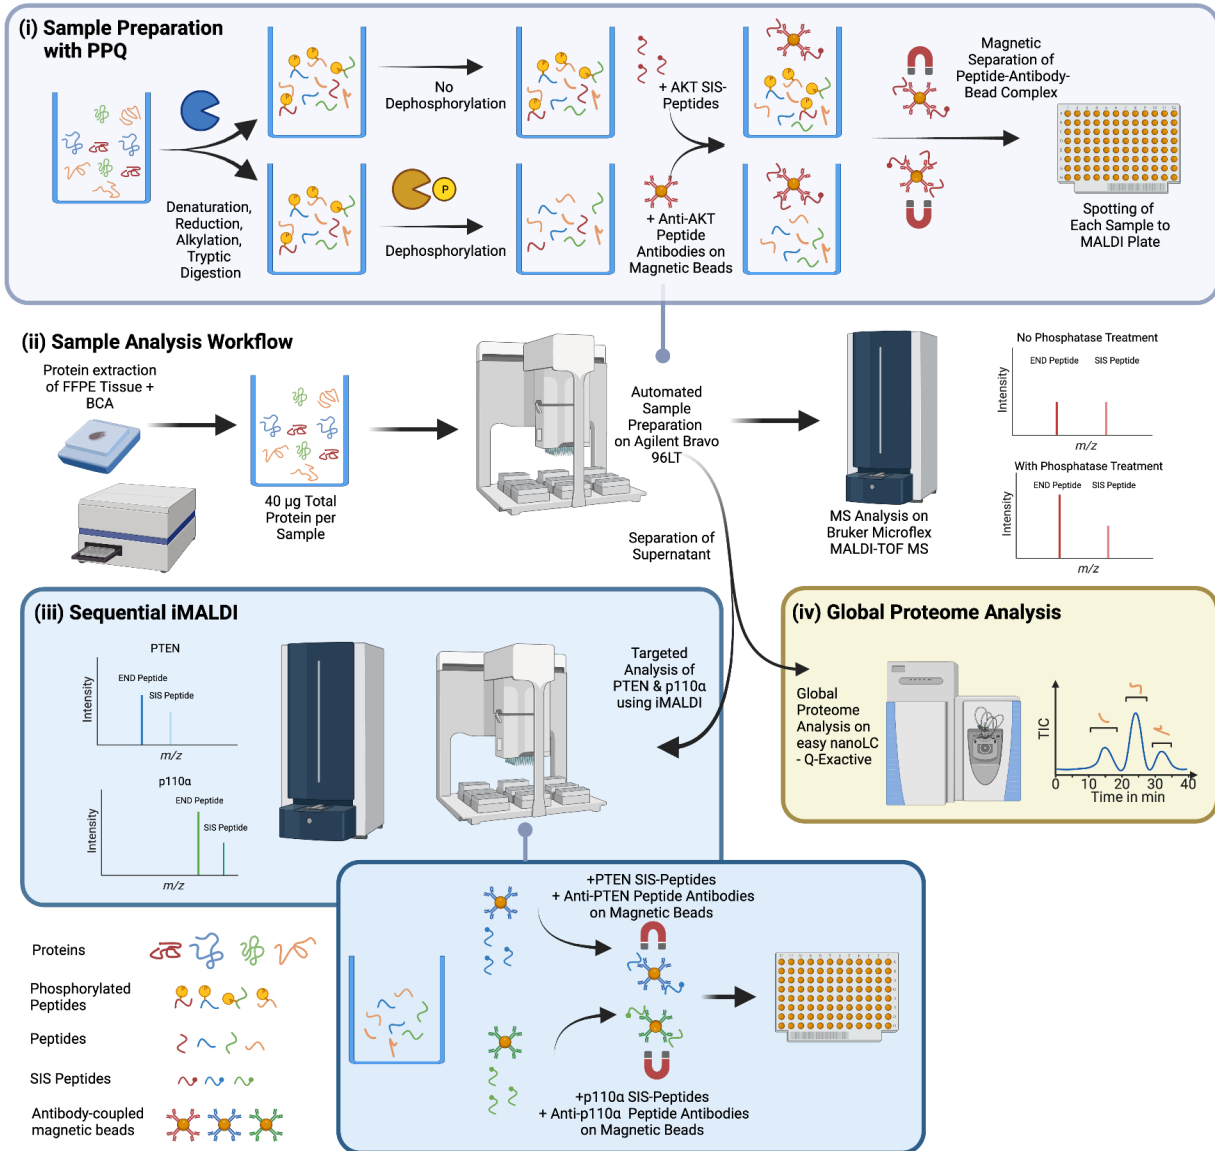 (i) Sample Preparation
with PPQ
Denaturation,
Reduction,
Alkylation,
Tryptic
Digestion
P
No
Dephosphorylation
P
Dephosphorylation
+ AKT SIS-
Peptides
+ Anti-AKT
Peptide
Antibodies on
Magnetic Beads
Magnetic
Separation of
Peptide-Antibody-
Bead Complex
Spotting of
Each Sample to
MALDI Plate
(ii) Sample Analysis Workflow
Protein extraction
of FFPE Tissue +
BCA
40 µg Total
Protein per
Sample
Automated
Sample
Preparation
on Agilent Bravo
96LT
Separation of
Supernatant
MS Analysis on
Bruker Microflex
MALDI-TOF MS
No Phosphatase Treatment
END Peptide SIS Peptide
Intensity
m/z
With Phosphatase Treatment
END Peptide SIS Peptide
Intensity
m/z
(iii) Sequential iMALDI
PTEN
END Peptide
SIS Peptide
Intensity
m/z
p110α
END Peptide
SIS Peptide
Intensity
m/z
Targeted
Analysis of
PTEN & p110α
using iMALDI
+PTEN SIS-Peptides
+ Anti-PTEN Peptide Antibodies
on Magnetic Beads
+p110α SIS-Peptides
+ Anti-p110α Peptide Antibodies
on Magnetic Beads
(iv) Global Proteome Analysis
Global
Proteome
Analysis on
easy nanoLC
- Q-Exactive
TIC
0 10 20 30 40
Time in min
Proteins
Phosphorylated
Peptides
Peptides
SIS Peptides
Antibody-coupled
magnetic beads